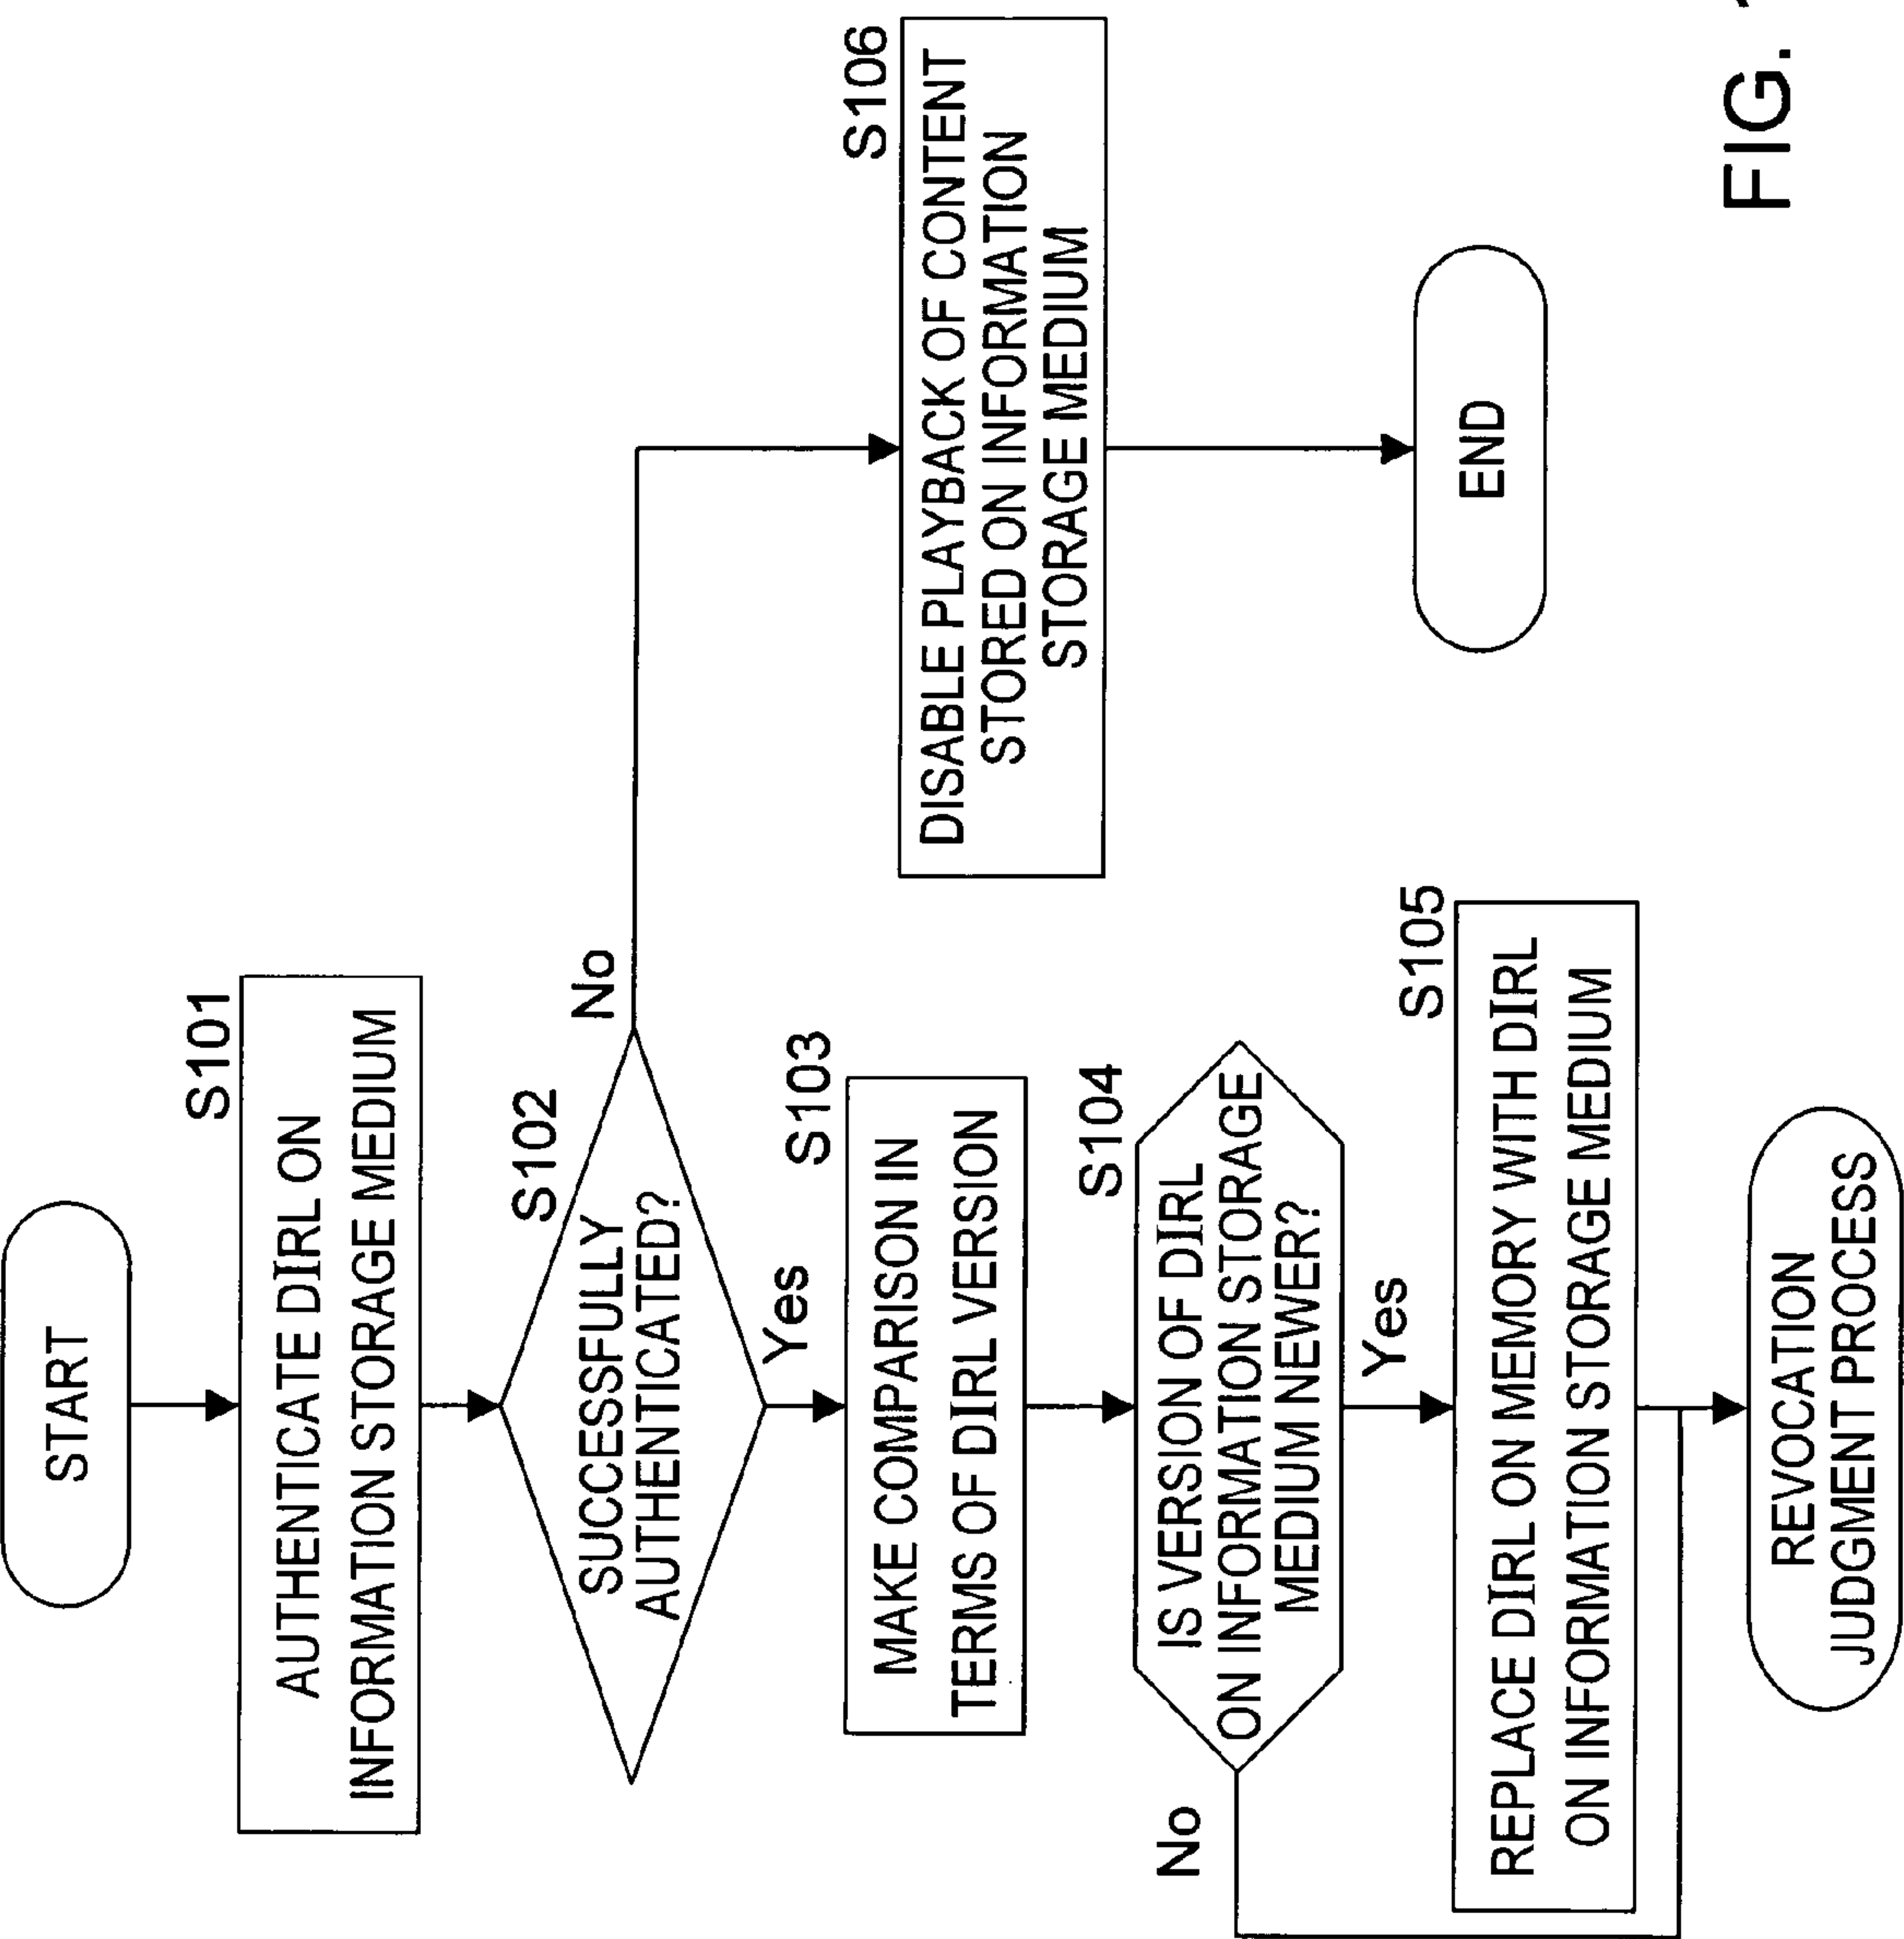 START
S101
AUTHENTICATE DIRL ON
INFORMATION STORAGE MEDIUM
S102
SUCCESSFULLY
AUTHENTICATED?
No
Yes
S103
MAKE COMPARISON IN
TERMS OF DIRL VERSION
S104
IS VERSION OF DIRL
ON INFORMATION STORAGE
MEDIUM NEWER?
No
Yes
S105
REPLACE DIRL ON MEMORY WITH DIRL
ON INFORMATION STORAGE MEDIUM
REVOCATION
JUDGMENT PROCESS
S106
DISABLE PLAYBACK OF CONTENT
STORED ON INFORMATION
STORAGE MEDIUM
END
FIG.